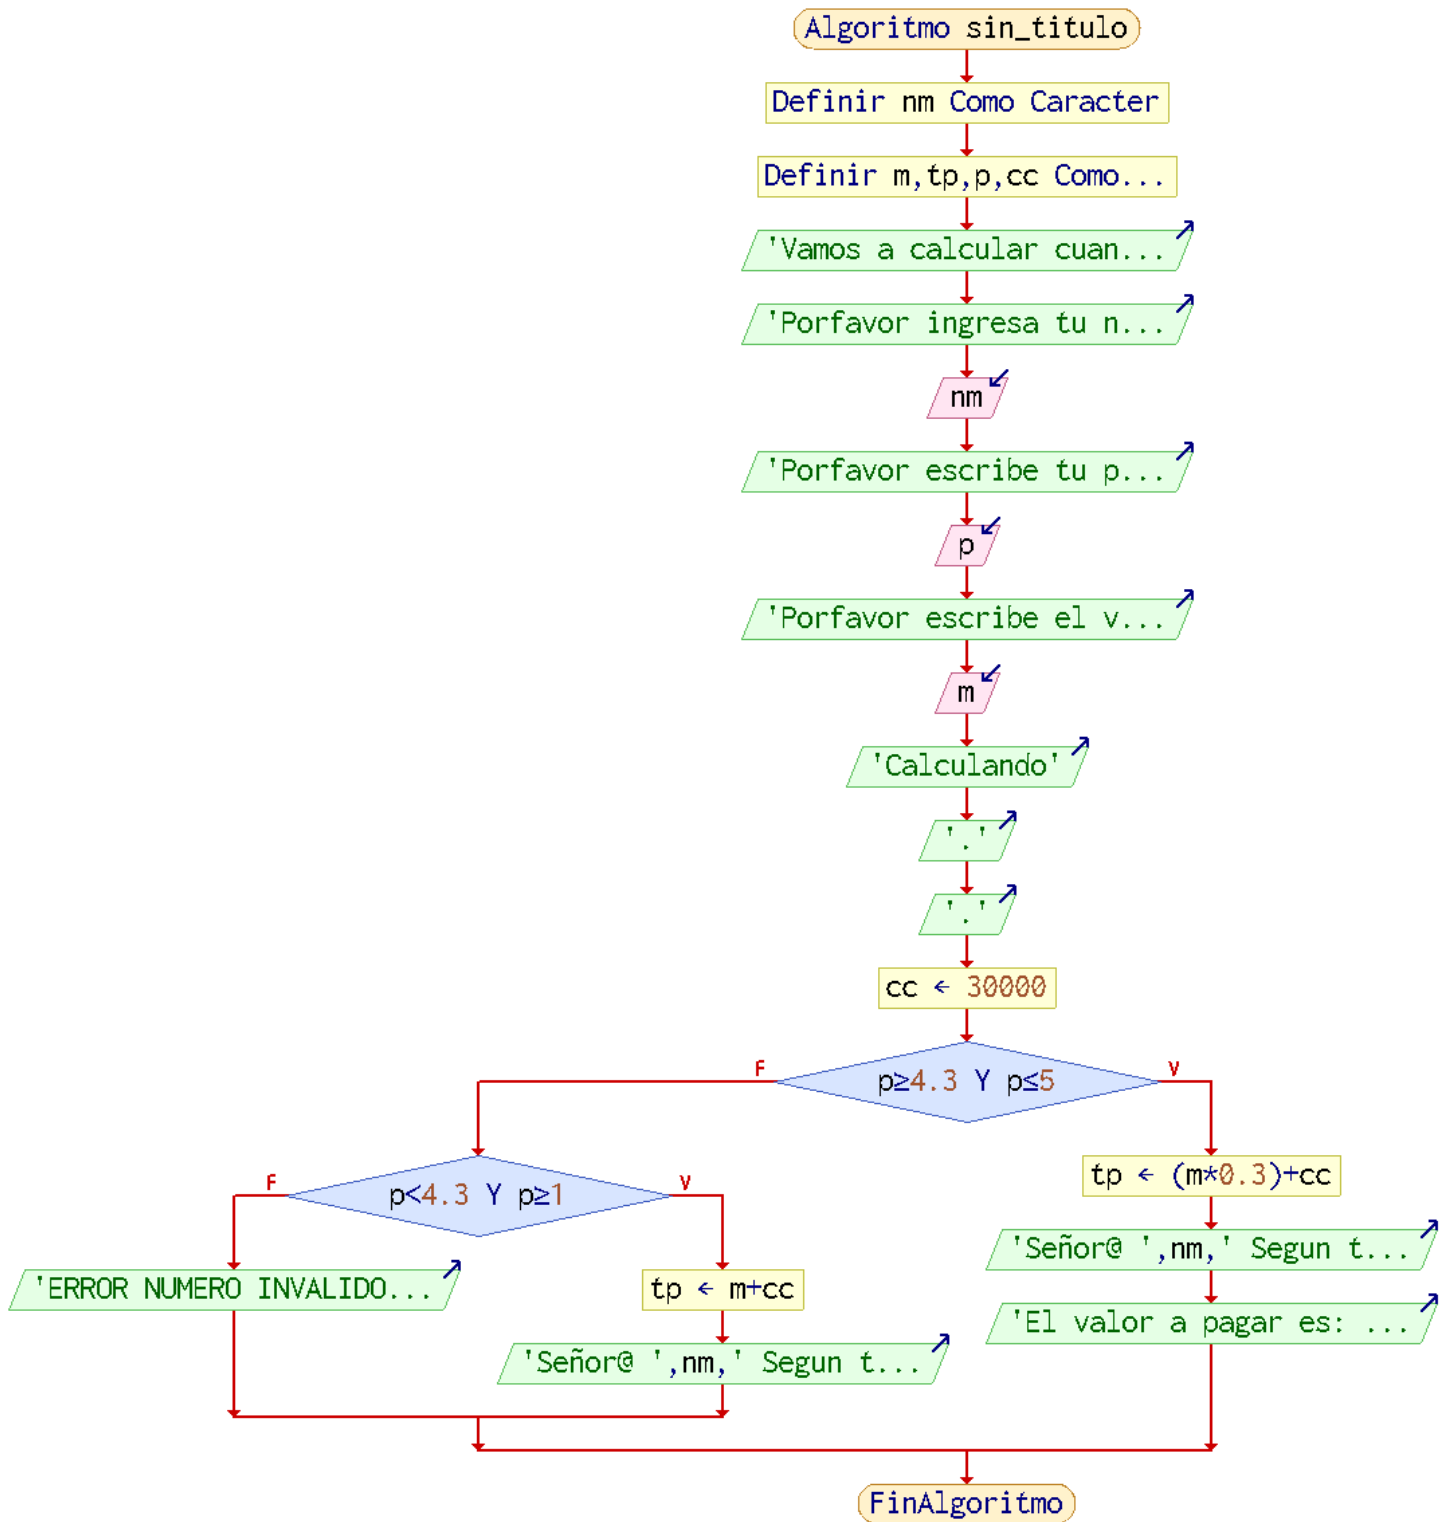 Algoritmo sin_titulo
Definir nm Como Caracter
Definir m,tp,p,cc Como...
'Vamos a calcular cuan...
'Porfavor ingresa tu n...
nm
'Porfavor escribe tu p...
p
'Porfavor escribe el v...
m
'Calculando'
'.'
'.'
cc ← 30000
F
V
p≥4.3 Y p≤5
F
V
p<4.3 Y p≥1
tp ← (m*0.3)+cc
'Señor@ ',nm,' Segun t...
'ERROR NUMERO INVALIDO...
tp ← m+cc
'El valor a pagar es: ...
'Señor@ ',nm,' Segun t...
FinAlgoritmo